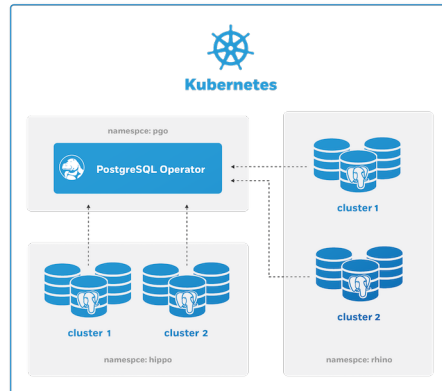 Kubernetes
namespce: pgo
PostgreSQL Operator
cluster 1
cluster 2
namespce: hippo
cluster 1
cluster 2
namespce: rhino